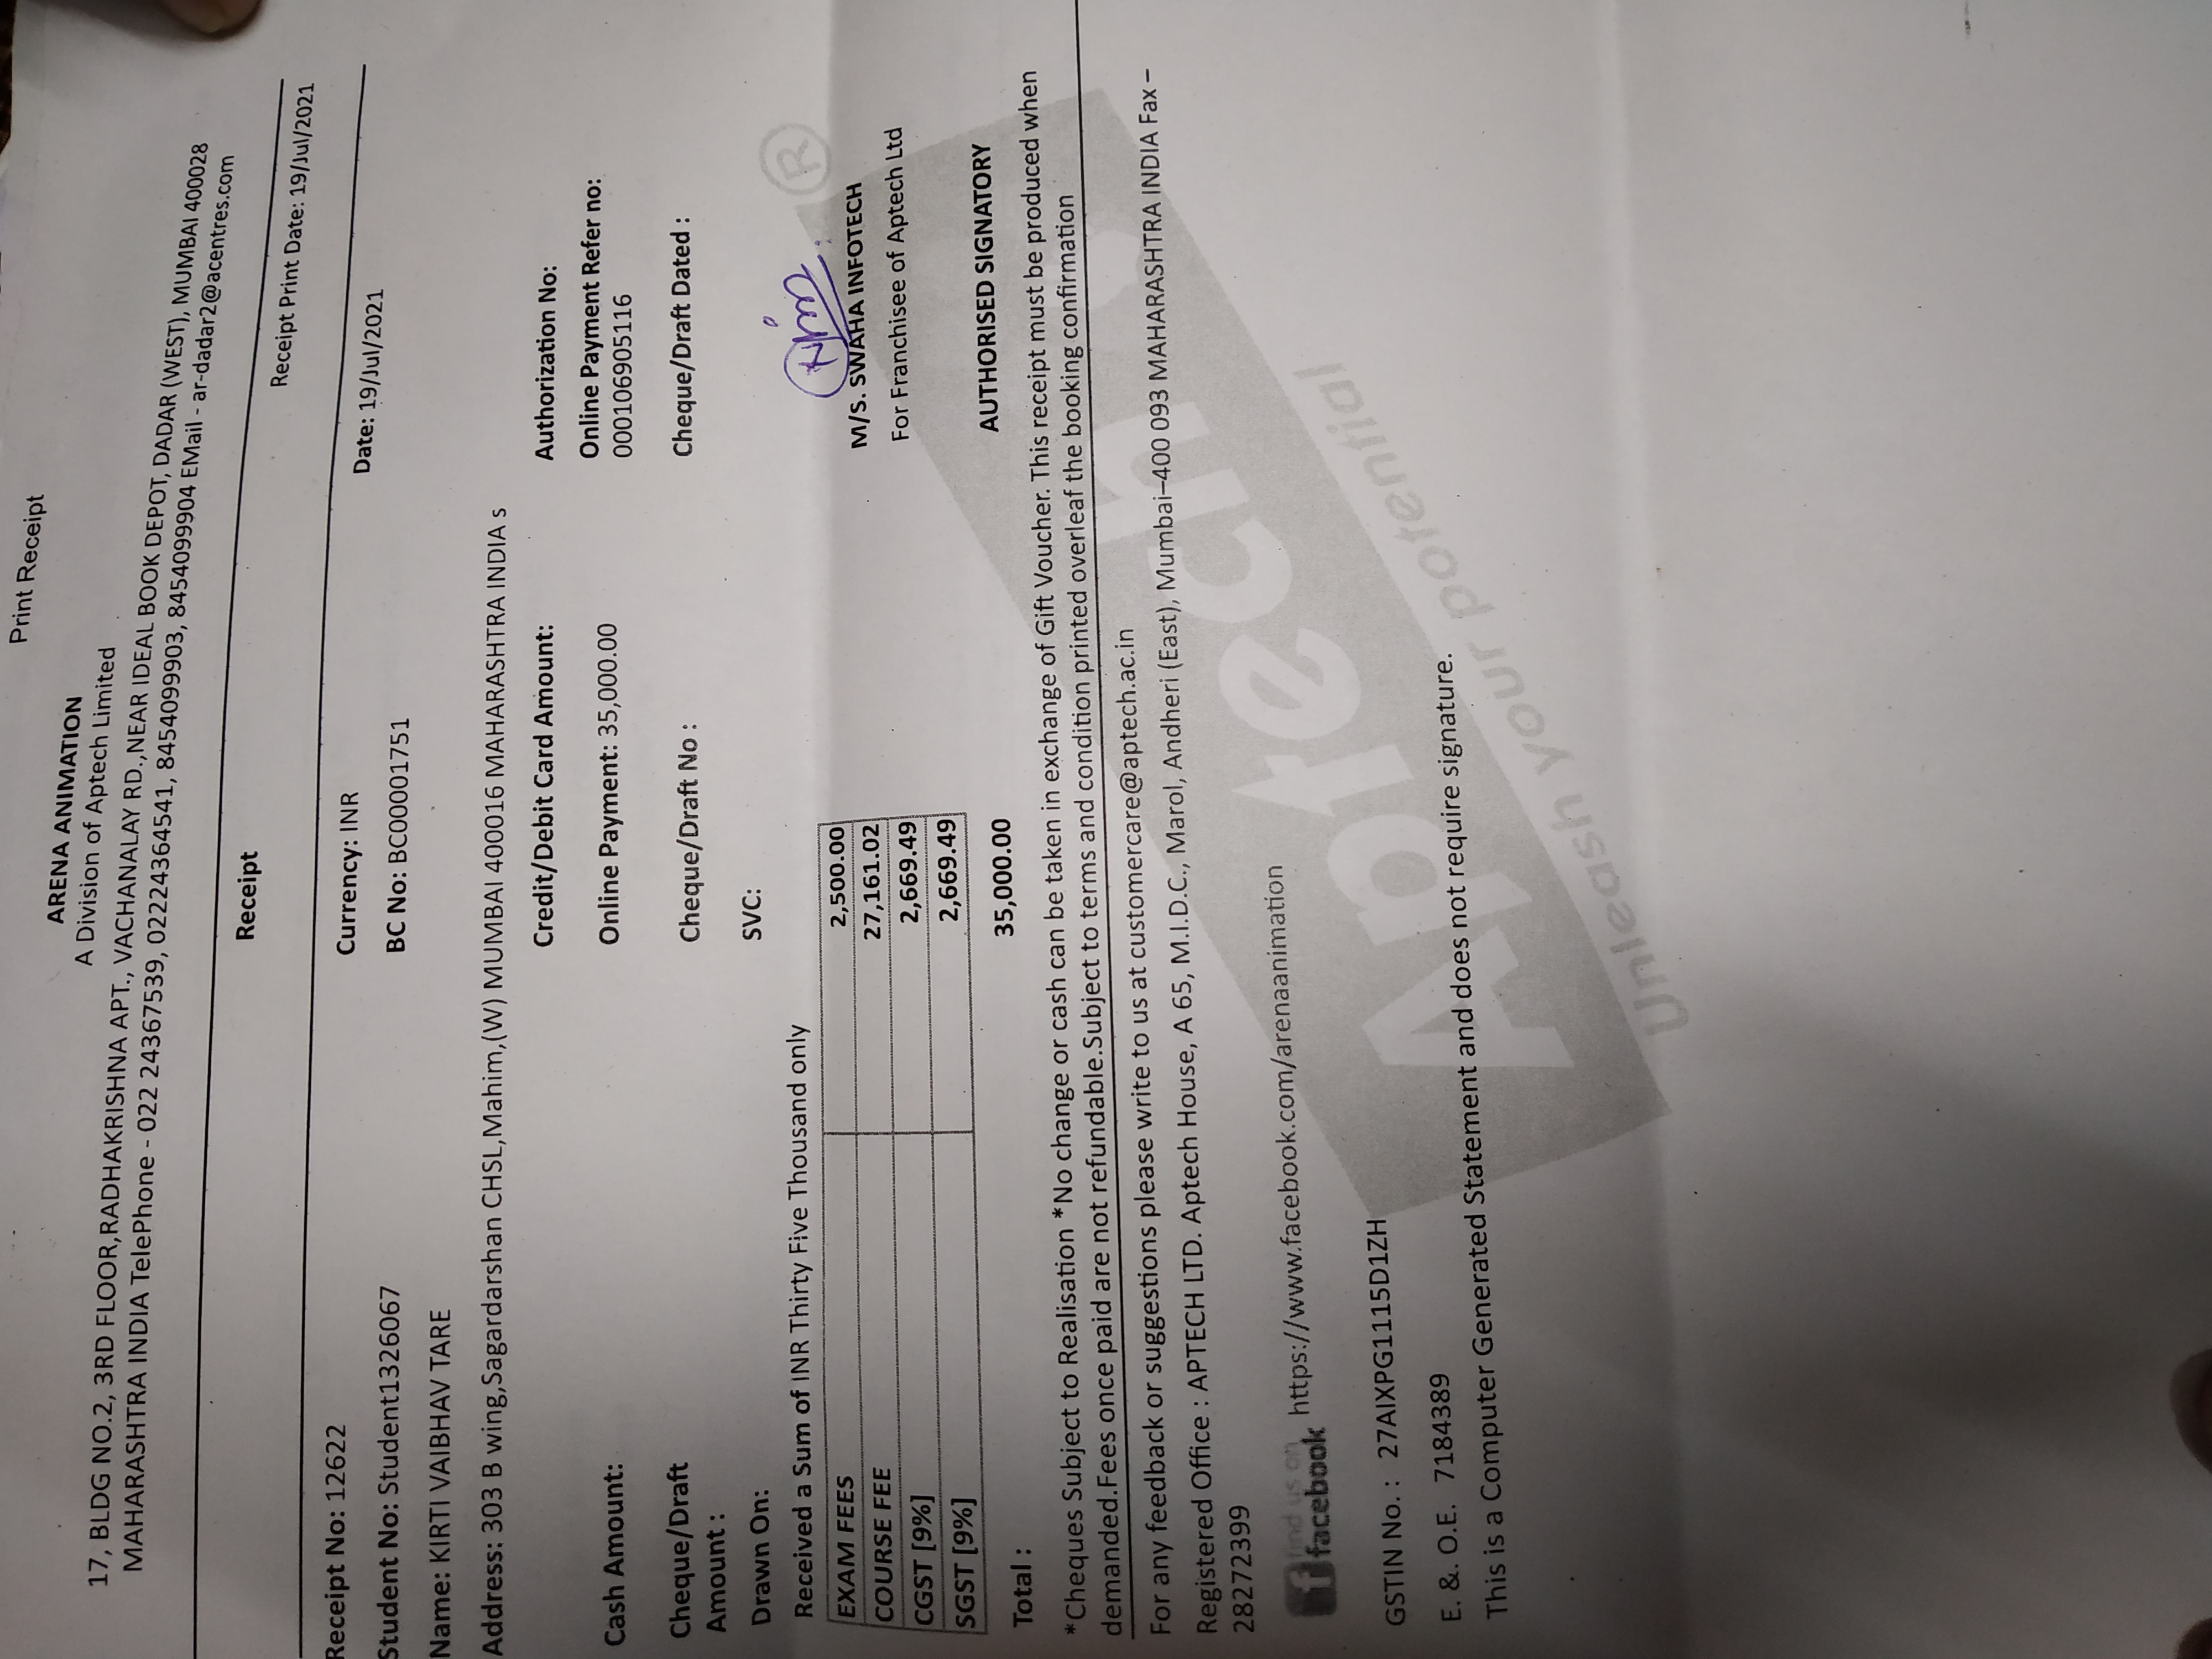 Print Receipt
ARENA ANIMATION
A Division of Aptech Limited
17, BLDG NO.2, 3RD FLOOR,RADHAKRISHNA APT., VACHANALAY RD.,NEAR IDEAL BOOK DEPOT, DADAR (WEST), MUMBAI 400028
MAHARASHTRA INDIA TelePhone - 022 24367539, 02224364541, 8454099903, 8454099904 EMail - ar-dadar2@acentres.com
Receipt
Receipt Print Date: 19/Jul/2021
Receipt No: 12622 Currency: INR Date: 19/Jul/2021
Student No: Student1326067 BC No: BC00001751
Name: KIRTI VAIBHAV TARE
Address: 303 B wing,Sagardarshan CHSL,Mahim,(W) MUMBAI 400016 MAHARASHTRA INDIA s
Credit/Debit Card Amount: Authorization No:
Cash Amount: Online Payment: 35,000.00 Online Payment Refer no:
000106905116
Cheque/Draft Cheque/Draft No : Cheque/Draft Dated :
Amount :
Drawn On: SVC:
Received a Sum of INR Thirty Five Thousand only
EXAM FEES 2,500.00
COURSE FEE 27,161.02
CGST [9%] 2,669.49
SGST [9%] 2,669.49
Total : 35,000.00
M/S. SWAHA INFOTECH
For Franchisee of Aptech Ltd
AUTHORISED SIGNATORY
*Cheques Subject to Realisation *No change or cash can be taken in exchange of Gift Voucher. This receipt must be produced when
demanded.Fees once paid are not refundable.Subject to terms and condition printed overleaf the booking confirmation
For any feedback or suggestions please write to us at customercare@aptech.ac.in
Registered Office : APTECH LTD. Aptech House, A 65, M.I.D.C., Marol, Andheri (East), Mumbai–400 093 MAHARASHTRA INDIA Fax –
28272399
find us on
facebook https://www.facebook.com/arenaanimation
GSTIN No. : 27AIXPG1115D1ZH
E. &. O.E. 7184389
This is a Computer Generated Statement and does not require signature.
Aptech ®
Unleash your potential